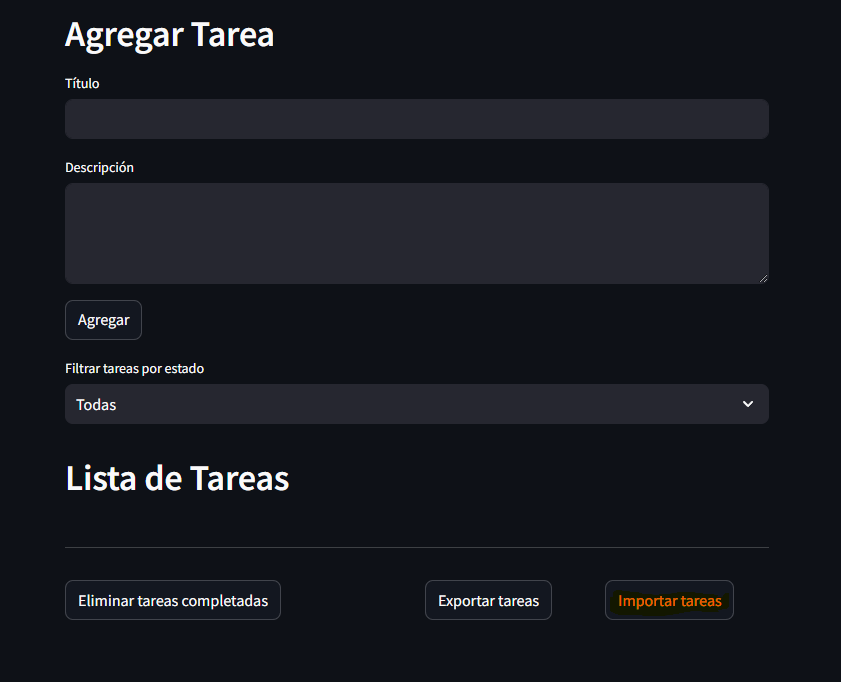 Agregar Tarea
Título
Descripción
Agregar
Filtrar tareas por estado
Todas
Lista de Tareas
Eliminar tareas completadas
Exportar tareas
Importar tareas